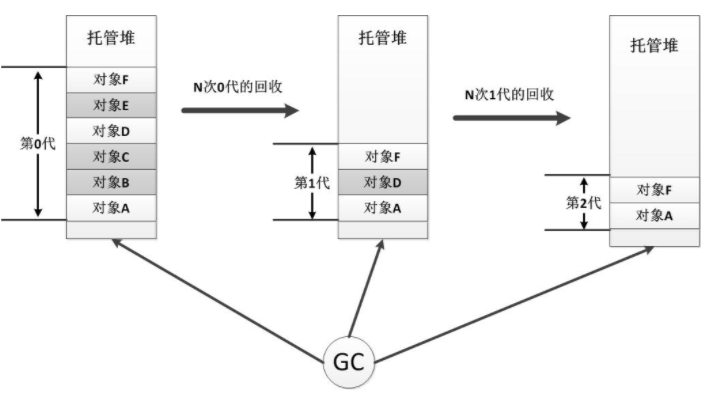 托管堆
对象F
对象E
对象D
对象C
对象B
对象A
第0代
N次0代的回收
托管堆
对象F
对象D
对象A
第1代
N次1代的回收
托管堆
对象F
对象A
第2代
GC